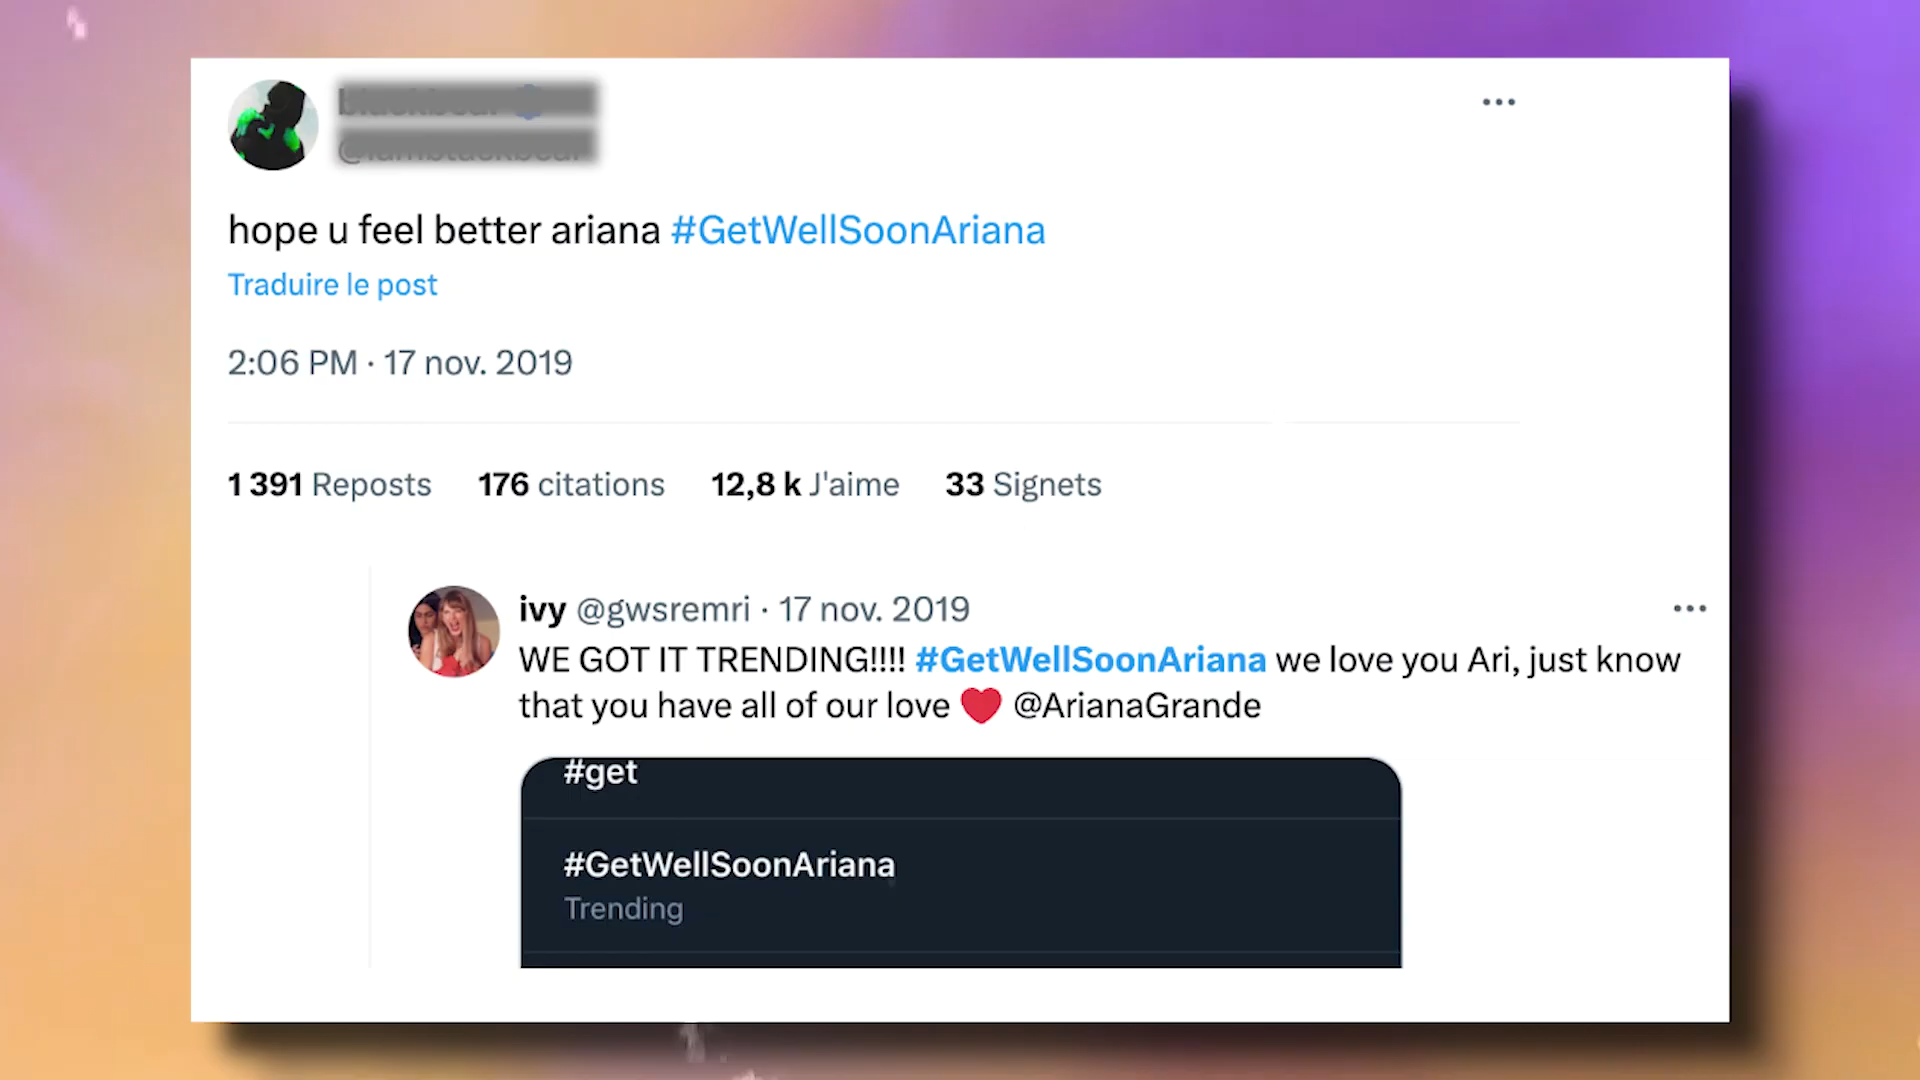 hope u feel better ariana #GetWellSoonAriana
Traduire le post
2:06 PM · 17 nov. 2019
1 391 Reposts 176 citations 12,8 k J'aime 33 Signets
ivy @gwsremri · 17 nov. 2019
WE GOT IT TRENDING!!!! #GetWellSoonAriana we love you Ari, just know
that you have all of our love ❤️ @ArianaGrande
#get
#GetWellSoonAriana
Trending